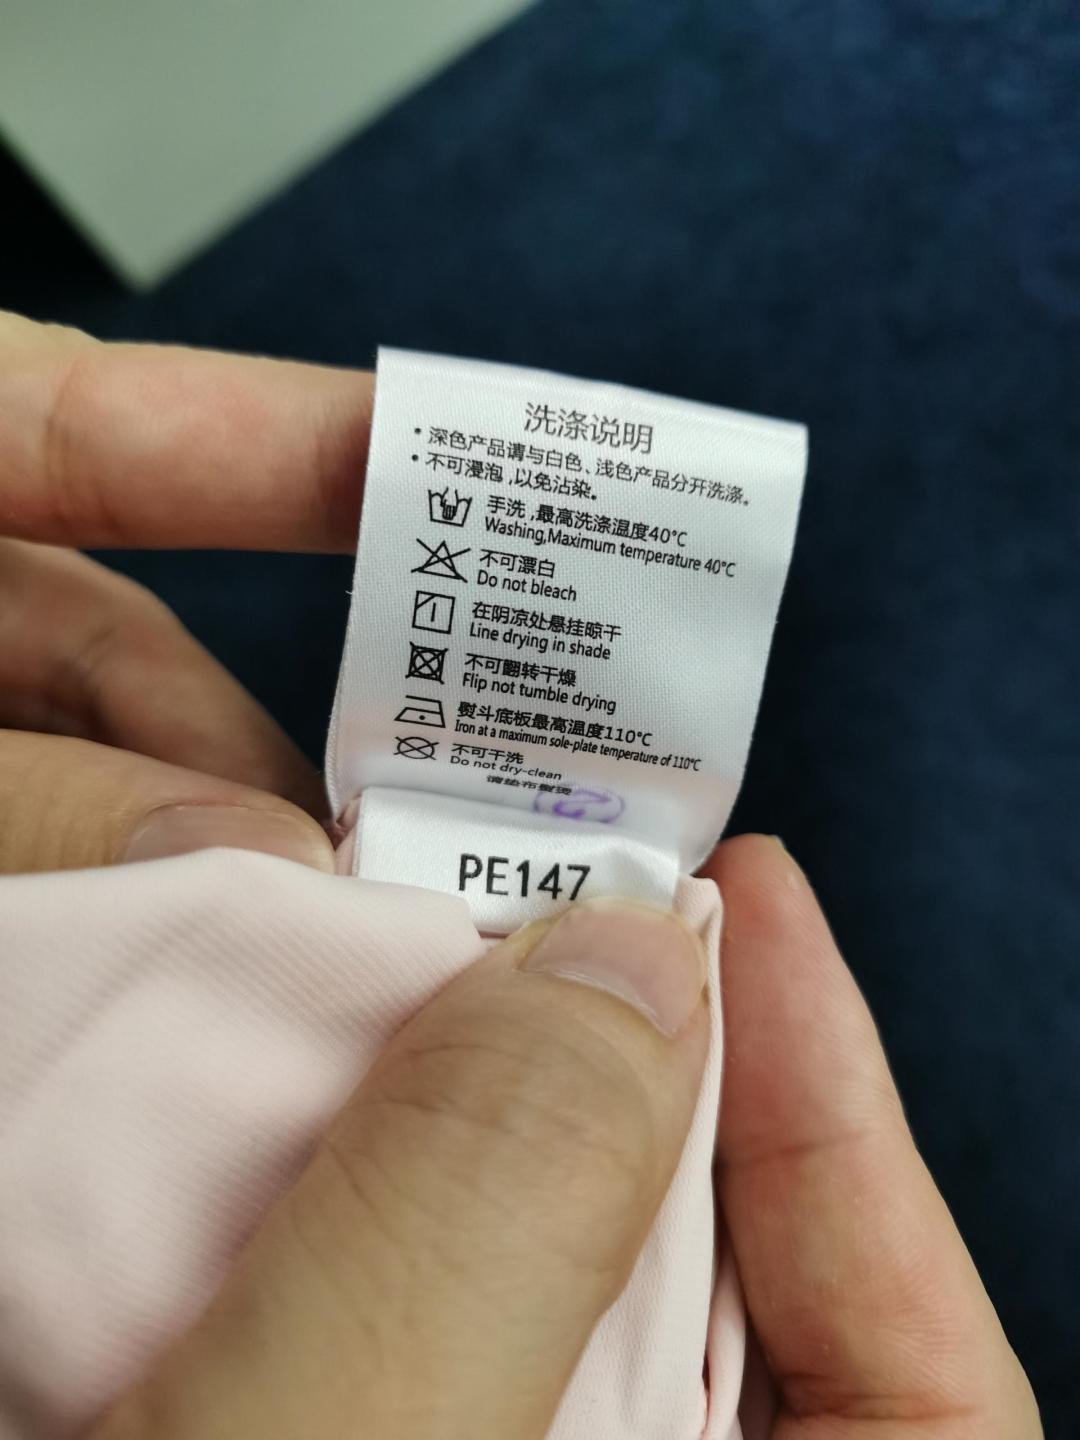 洗涤说明
• 深色产品请与白色、浅色产品分开洗涤。
• 不可浸泡,以免沾染。
手洗,最高洗涤温度40°C
Washing,Maximum temperature 40°C
不可漂白
Do not bleach
在阴凉处悬挂晾干
Line drying in shade
不可翻转干燥
Flip not tumble drying
熨斗底板最高温度110°C
Iron at a maximum sole-plate temperature of 110°C
不可干洗
Do not dry-clean
请垫布熨烫
PE147